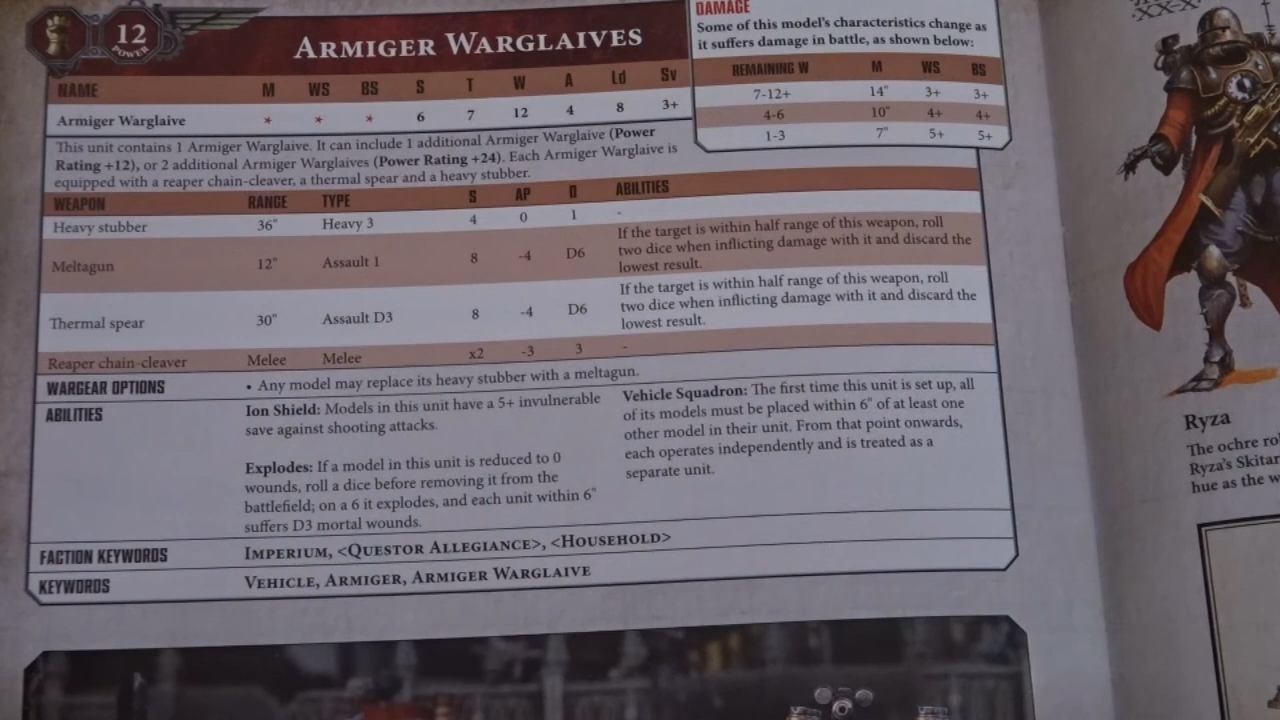 12
POWER
ARMIGER WARGLAIVES
DAMAGE
Some of this model's characteristics change as
it suffers damage in battle, as shown below:
REMAINING W M WS BS
7-12+ 14" 3+ 3+
4-6 10" 4+ 4+
1-3 7" 5+ 5+
NAME M WS BS S T W A Ld Sv
Armiger Warglaive * * * 6 7 12 4 8 3+
This unit contains 1 Armiger Warglaive. It can include 1 additional Armiger Warglaive (Power
Rating +12), or 2 additional Armiger Warglaives (Power Rating +24). Each Armiger Warglaive is
equipped with a reaper chain-cleaver, a thermal spear and a heavy stubber.
WEAPON RANGE TYPE S AP D ABILITIES
Heavy stubber 36" Heavy 3 4 0 1 -
Meltagun 12" Assault 1 8 -4 D6 If the target is within half range of this weapon, roll
two dice when inflicting damage with it and discard the
lowest result.
Thermal spear 30" Assault D3 8 -4 D6 If the target is within half range of this weapon, roll
two dice when inflicting damage with it and discard the
lowest result.
Reaper chain-cleaver Melee Melee x2 -3 3 -
WARGEAR OPTIONS • Any model may replace its heavy stubber with a meltagun.
ABILITIES
Ion Shield: Models in this unit have a 5+ invulnerable
save against shooting attacks.
Explodes: If a model in this unit is reduced to 0
wounds, roll a dice before removing it from the
battlefield; on a 6 it explodes, and each unit within 6"
suffers D3 mortal wounds.
Vehicle Squadron: The first time this unit is set up, all
of its models must be placed within 6" of at least one
other model in their unit. From that point onwards,
each operates independently and is treated as a
separate unit.
FACTION KEYWORDS IMPERIUM, <QUESTOR ALLEGIANCE>, <HOUSEHOLD>
KEYWORDS VEHICLE, ARMIGER, ARMIGER WARGLAIVE
Ryza
The ochre ro
Ryza's Skitar
hue as the w